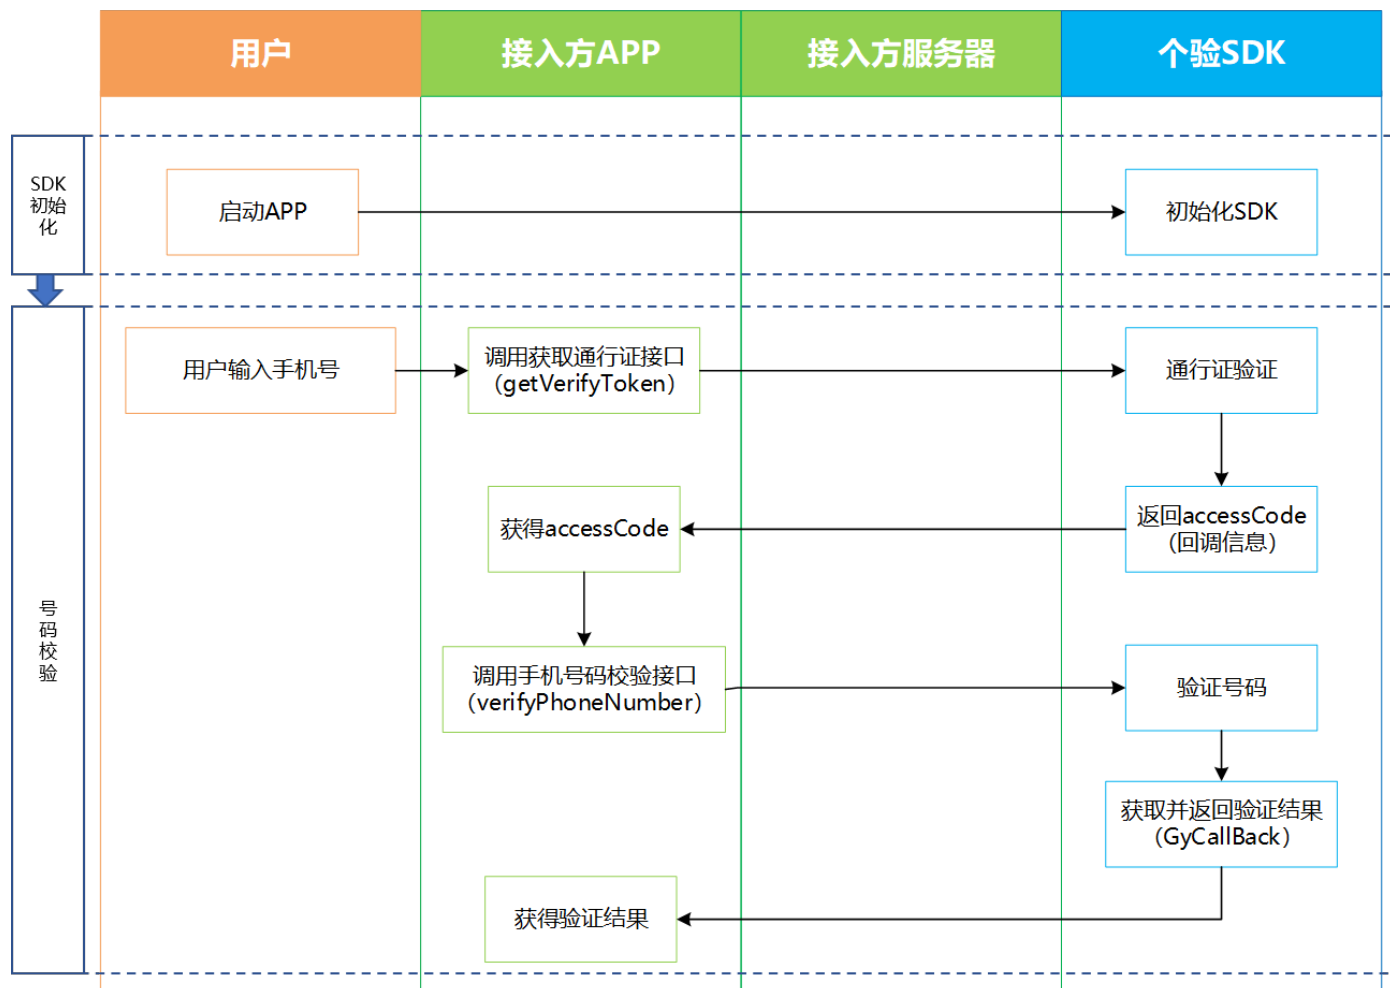 用户
接入方APP
接入方服务器
个验SDK
SDK
初始
化
启动APP
初始化SDK
用户输入手机号
调用获取通行证接口
（getVerifyToken）
通行证验证
获得accessCode
返回accessCode
（回调信息）
号
码
校
验
调用手机号码校验接口
（verifyPhoneNumber）
验证号码
获取并返回验证结果
（GyCallBack）
获得验证结果